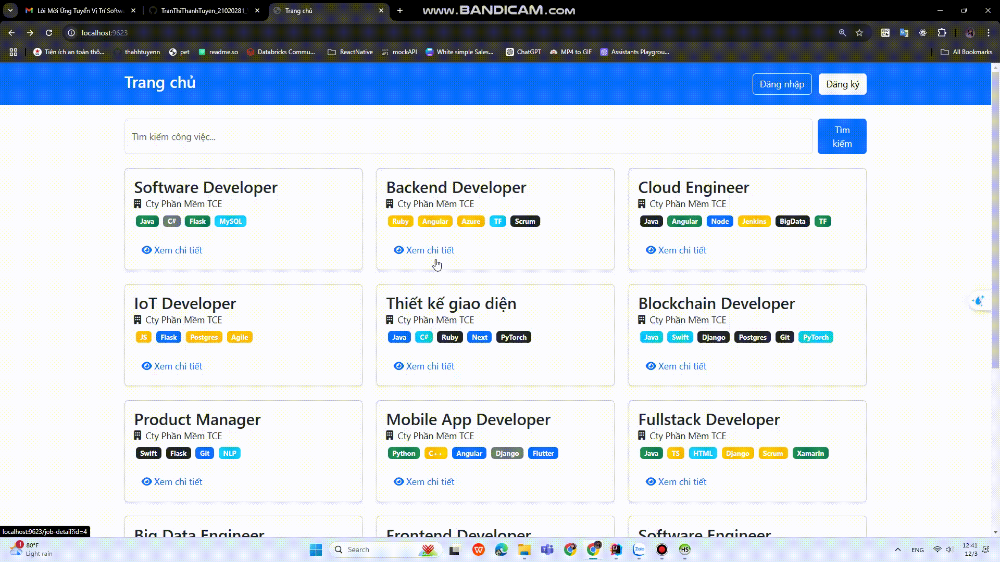 Lời Mời Ứng Tuyển Vị Trí Softwa
TranThiThanhTuyen_21020281_
Trang chủ
www.BANDICAM.com
localhost:9623
Tiện ích an toàn thô...
thahhtuyenn
pet
readme.so
Databricks Commu...
ReactNative
mockAPI
White simple Sales...
ChatGPT
MP4 to GIF
Assistants Playgrou...
All Bookmarks
Trang chủ
Đăng nhập
Đăng ký
Tìm kiếm công việc...
Tìm
kiếm
Software Developer
Cty Phần Mềm TCE
Java C# Flask MySQL
Xem chi tiết
Backend Developer
Cty Phần Mềm TCE
Ruby Angular Azure TF Scrum
Xem chi tiết
Cloud Engineer
Cty Phần Mềm TCE
Java Angular Node Jenkins BigData TF
Xem chi tiết
IoT Developer
Cty Phần Mềm TCE
JS Flask Postgres Agile
Xem chi tiết
Thiết kế giao diện
Cty Phần Mềm TCE
Java C# Ruby Next PyTorch
Xem chi tiết
Blockchain Developer
Cty Phần Mềm TCE
Java Swift Django Postgres Git PyTorch
Xem chi tiết
Product Manager
Cty Phần Mềm TCE
Swift Flask Git NLP
Xem chi tiết
Mobile App Developer
Cty Phần Mềm TCE
Python C++ Angular Django Flutter
Xem chi tiết
Fullstack Developer
Cty Phần Mềm TCE
Java TS HTML Django Scrum Xamarin
Xem chi tiết
Big Data Engineer
Frontend Developer
Software Engineer
localhost:9623/job-detail?id=4
1
80°F
Light rain
Search
Zalo
HS
ENG
12:41
12/3